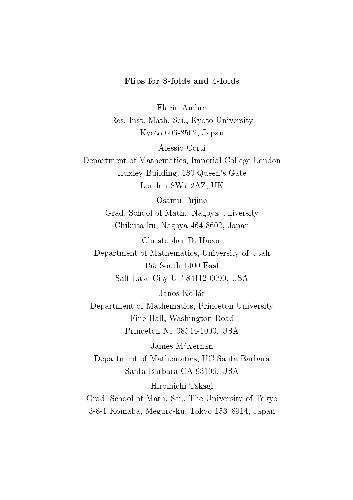 Flips for 3-folds and 4-folds
Florin Ambro
Res. Inst. Math. Sci., Kyoto University
Kyoto 606-8502, Japan
Alessio Corti
Department of Mathematics, Imperial College London
Huxley Building, 180 Queen's Gate
London SW7 2AZ, UK
Osamu Fujino
Grad. School of Math., Nagoya University
Chikusa-ku, Nagoya 464-8602, Japan
Christopher D. Hacon
Department of Mathematics, University of Utah
155 South 1400 East
Salt Lake City UT 84112-0090, USA
János Kollár
Department of Mathematics, Princeton University
Fine Hall, Washington Road
Princeton NJ 08544-1000, USA
James McKernan
Department of Mathematics, UC Santa Barbara
Santa Barbara CA 93106, USA
Hiromichi Takagi
Grad. School of Math. Sci., The University of Tokyo
3-8-1 Komaba, Meguro-ku, Tokyo 153-8914, Japan